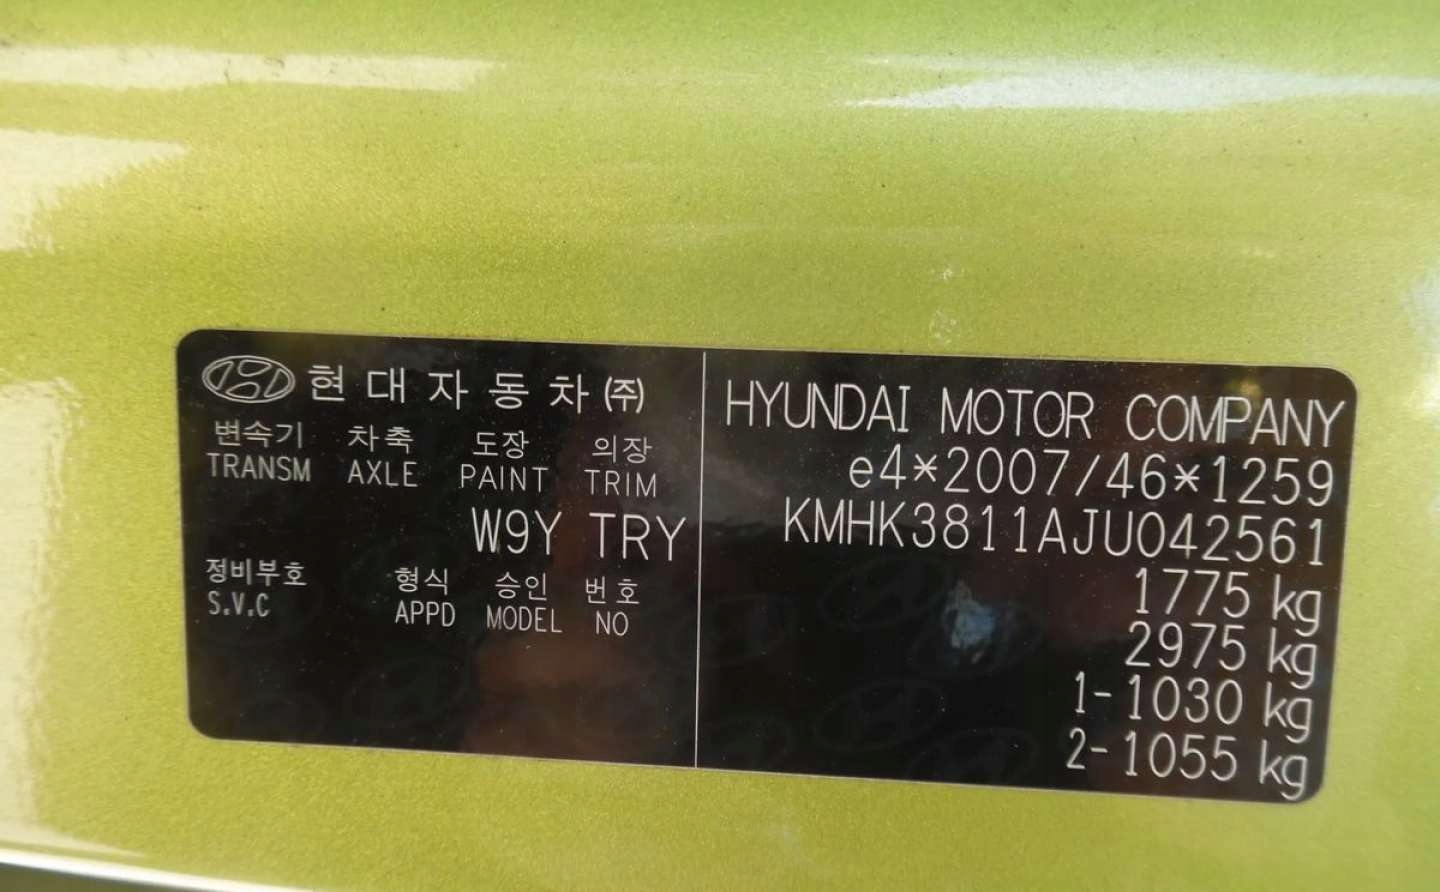 현대자동차(주)
변속기 차축 도장 의장
TRANSM AXLE PAINT TRIM
W9Y TRY
정비부호 형식 승인 번호
S.V.C APPD MODEL NO
HYUNDAI MOTOR COMPANY
e4*2007/46*1259
KMHK3811AJU042561
1775 kg
2975 kg
1-1030 kg
2-1055 kg